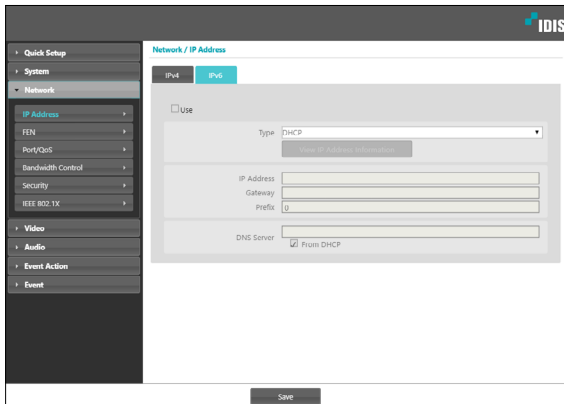 IDIS
Quick Setup
System
Network
IP Address
FEN
Port/QoS
Bandwidth Control
Security
IEEE 802.1X
Video
Audio
Event Action
Event
Network / IP Address
IPv4 IPv6
Use
Type DHCP
View IP Address Information
IP Address
Gateway
Prefix 0
DNS Server
From DHCP
Save